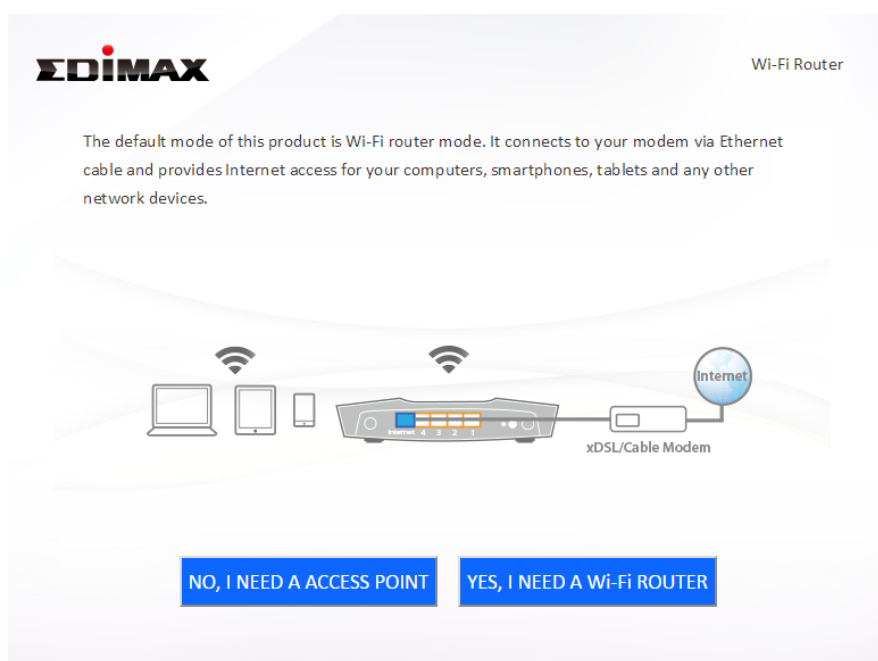 EDIMAX
Wi-Fi Router
The default mode of this product is Wi-Fi router mode. It connects to your modem via Ethernet
cable and provides Internet access for your computers, smartphones, tablets and any other
network devices.
Internet
Internet 4 3 2 1
xDSL/Cable Modem
NO, I NEED A ACCESS POINT
YES, I NEED A Wi-Fi ROUTER